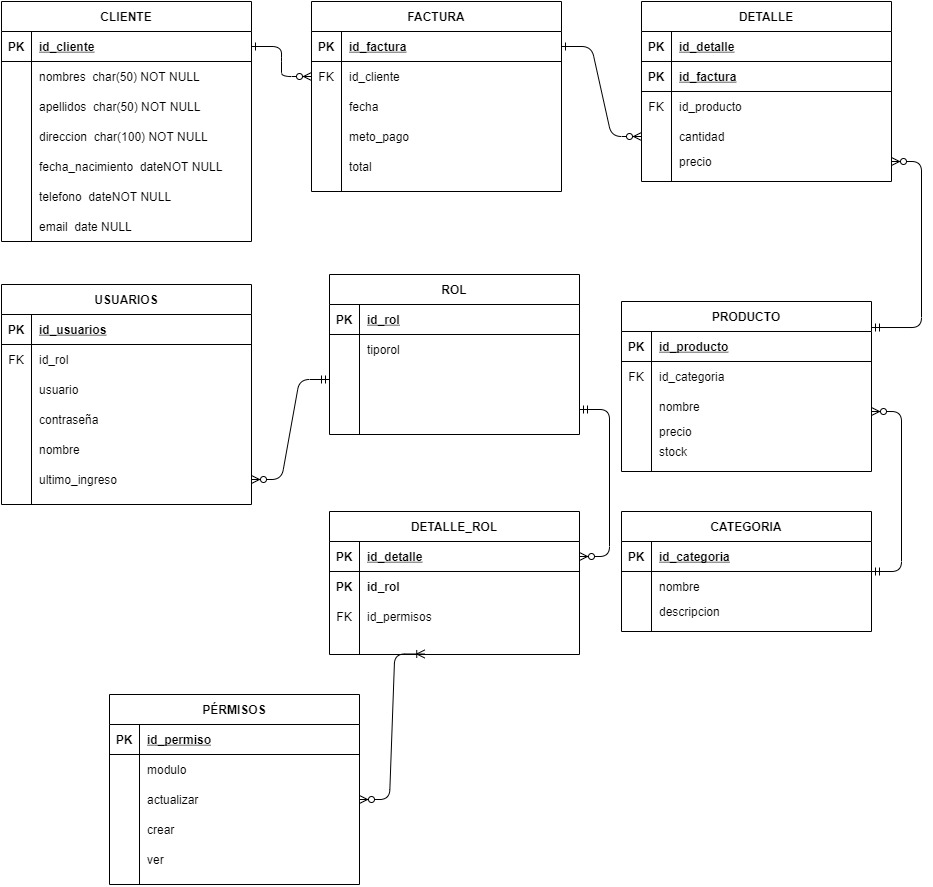 CLIENTE
PK id_cliente
nombres char(50) NOT NULL
apellidos char(50) NOT NULL
direccion char(100) NOT NULL
fecha_nacimiento dateNOT NULL
telefono dateNOT NULL
email date NULL
FACTURA
PK id_factura
FK id_cliente
fecha
meto_pago
total
DETALLE
PK id_detalle
PK id_factura
FK id_producto
cantidad
precio
USUARIOS
PK id_usuarios
FK id_rol
usuario
contraseña
nombre
ultimo_ingreso
ROL
PK id_rol
tiporol
PRODUCTO
PK id_producto
FK id_categoria
nombre
precio
stock
DETALLE_ROL
PK id_detalle
PK id_rol
FK id_permisos
CATEGORIA
PK id_categoria
nombre
descripcion
PÉRMISOS
PK id_permiso
modulo
actualizar
crear
ver